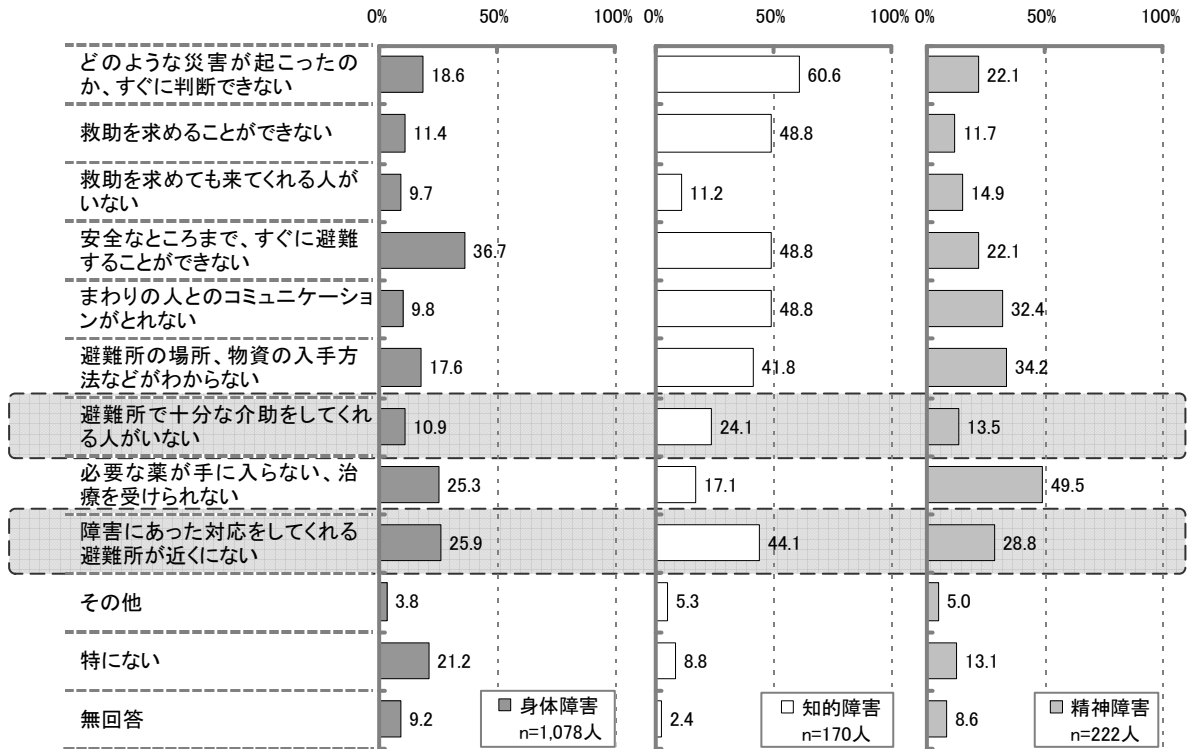 0% 50% 100% 0% 50% 100% 0% 50% 100%
どのような災害が起こったの
か、すぐに判断できない
18.6 60.6 22.1
救助を求めることができない
11.4 48.8 11.7
救助を求めても来てくれる人が
いない
9.7 11.2 14.9
安全なところまで、すぐに避難
することができない
36.7 48.8 22.1
まわりの人とのコミュニケーショ
ンがとれない
9.8 48.8 32.4
避難所の場所、物資の入手方
法などがわからない
17.6 41.8 34.2
避難所で十分な介助をしてくれ
る人がいない
10.9 24.1 13.5
必要な薬が手に入らない、治
療を受けられない
25.3 17.1 49.5
障害にあった対応をしてくれる
避難所が近くにない
25.9 44.1 28.8
その他
3.8 5.3 5.0
特にない
21.2 8.8 13.1
無回答
9.2 2.4 8.6
身体障害
n=1,078人
知的障害
n=170人
精神障害
n=222人